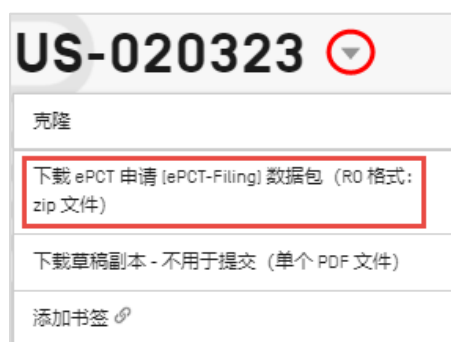 US-020323
克隆
下载 ePCT 申请 [ePCT-Filing] 数据包（RO 格式：
zip 文件）
下载草稿副本 - 不用于提交（单个 PDF 文件）
添加书签